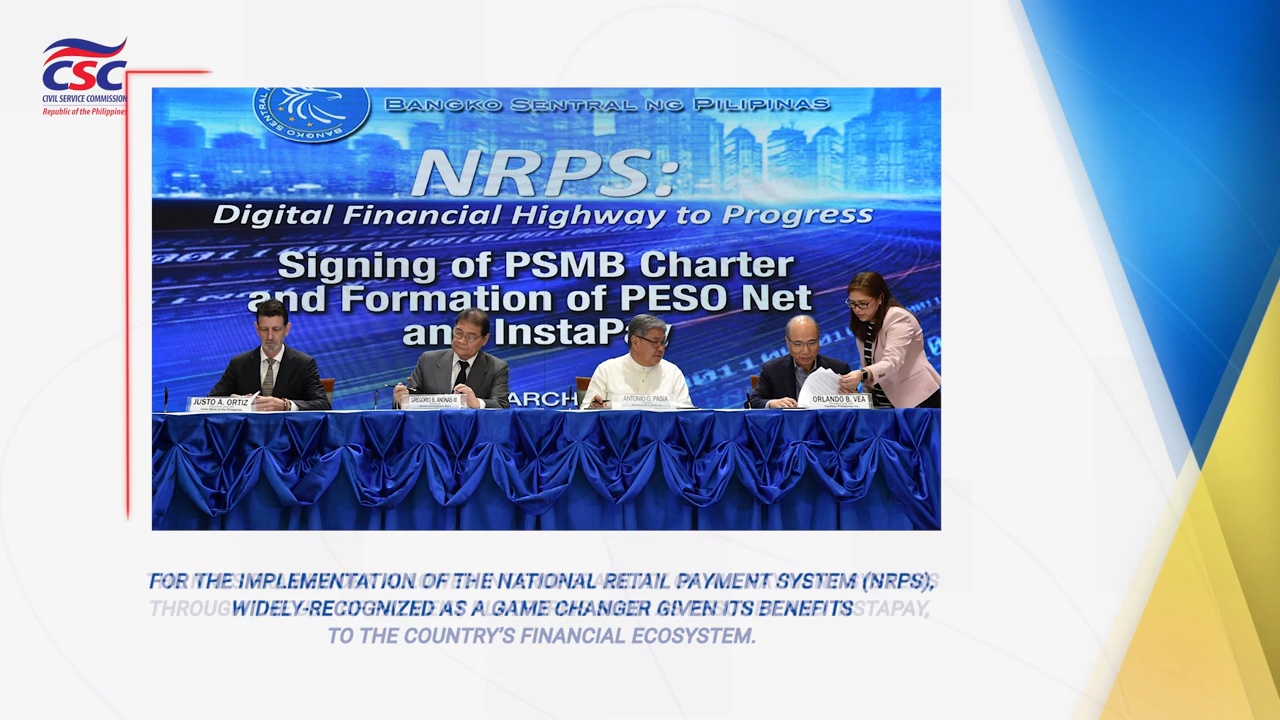 CSC
CIVIL SERVICE COMMISSION
Republic of the Philippines
BANGKO SENTRAL NG PILIPINAS
BANGKO SENTRAL
NRPS:
Digital Financial Highway to Progress
Signing of PSMB Charter
and Formation of PESO Net
and InstaPay
JUSTO A. ORTIZ
GREGORIO B. ANONAS III
ANTONIO O. PASIA
ORLANDO B. VEA
FOR THE IMPLEMENTATION OF THE NATIONAL RETAIL PAYMENT SYSTEM (NRPS),
WIDELY-RECOGNIZED AS A GAME CHANGER GIVEN ITS BENEFITS
TO THE COUNTRY'S FINANCIAL ECOSYSTEM.